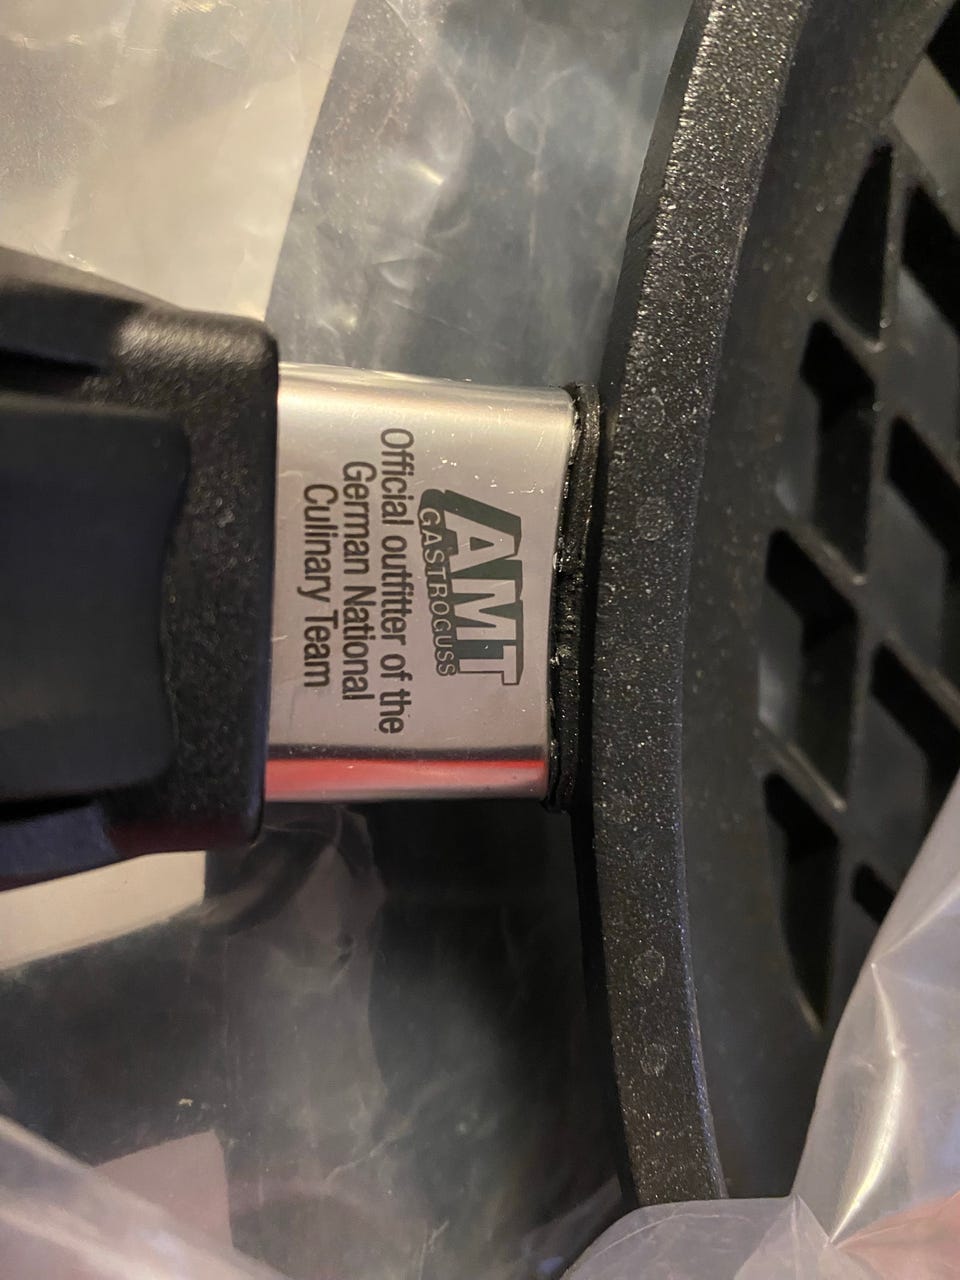 AMT
GASTROGUSS
Official outfitter of the
German National
Culinary Team